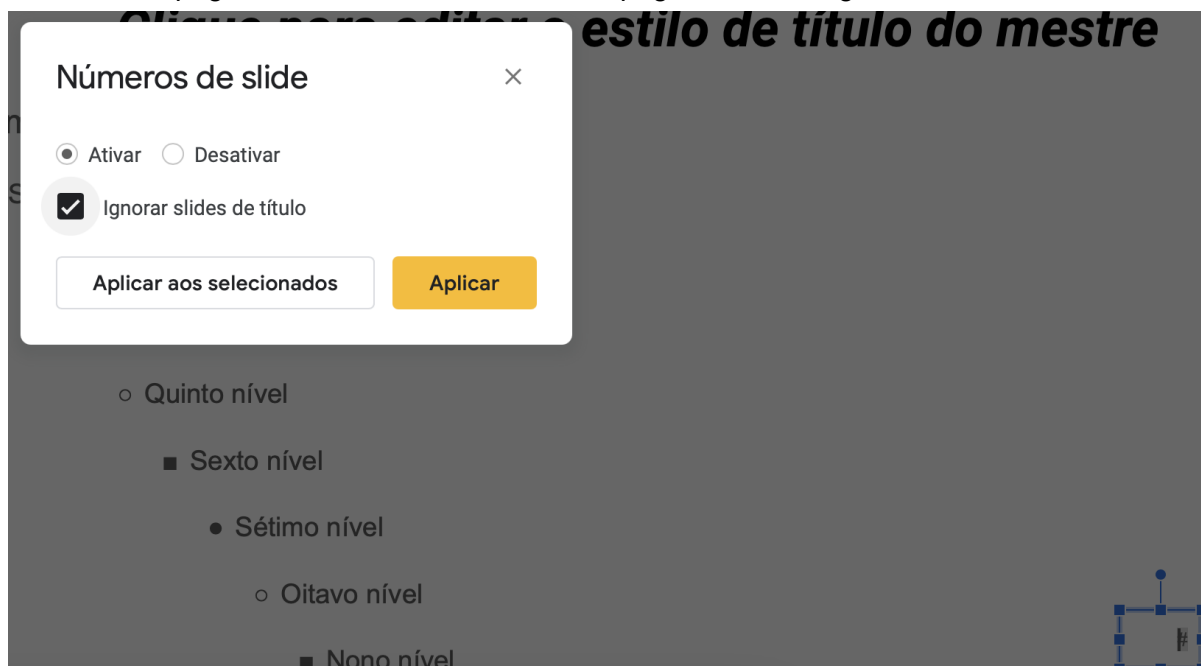 estilo de título do mestre
Números de slide
Ativar
Desativar
Ignorar slides de título
Aplicar aos selecionados
Aplicar
Quinto nível
Sexto nível
Sétimo nível
Oitavo nível
Nono nível
#